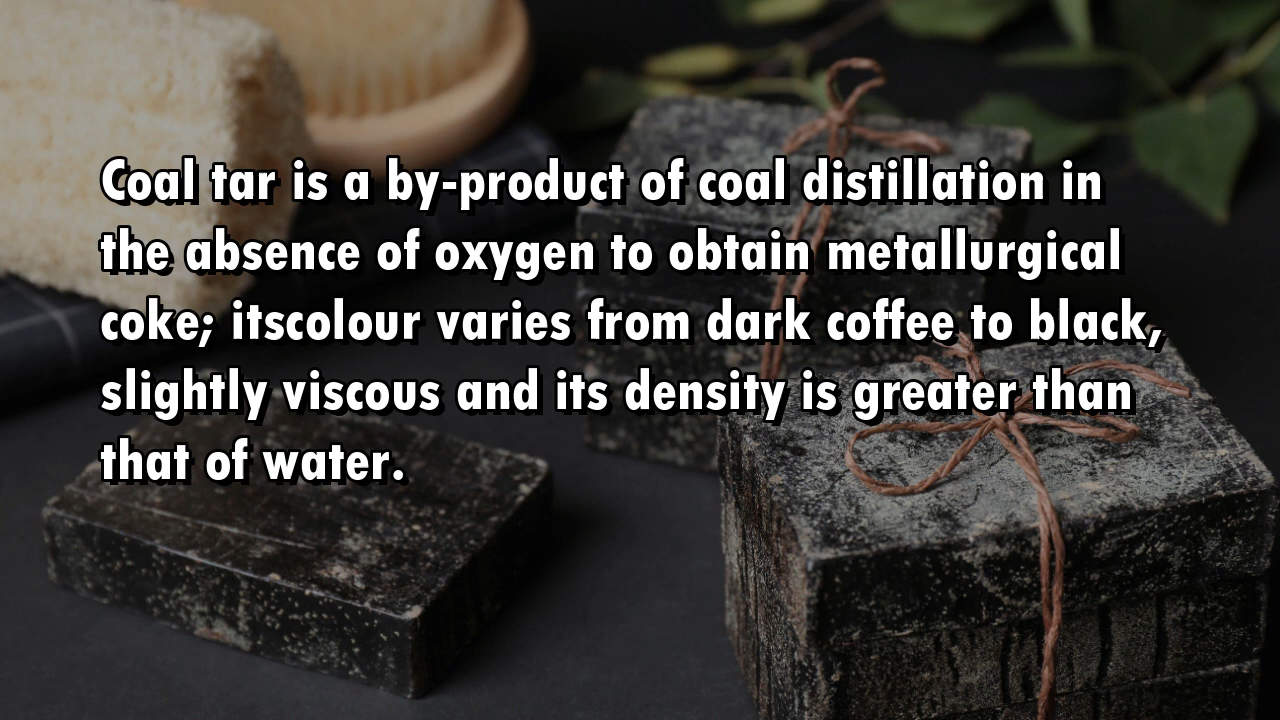 Coal tar is a by-product of coal distillation in
the absence of oxygen to obtain metallurgical
coke; itscolour varies from dark coffee to black,
slightly viscous and its density is greater than
that of water.